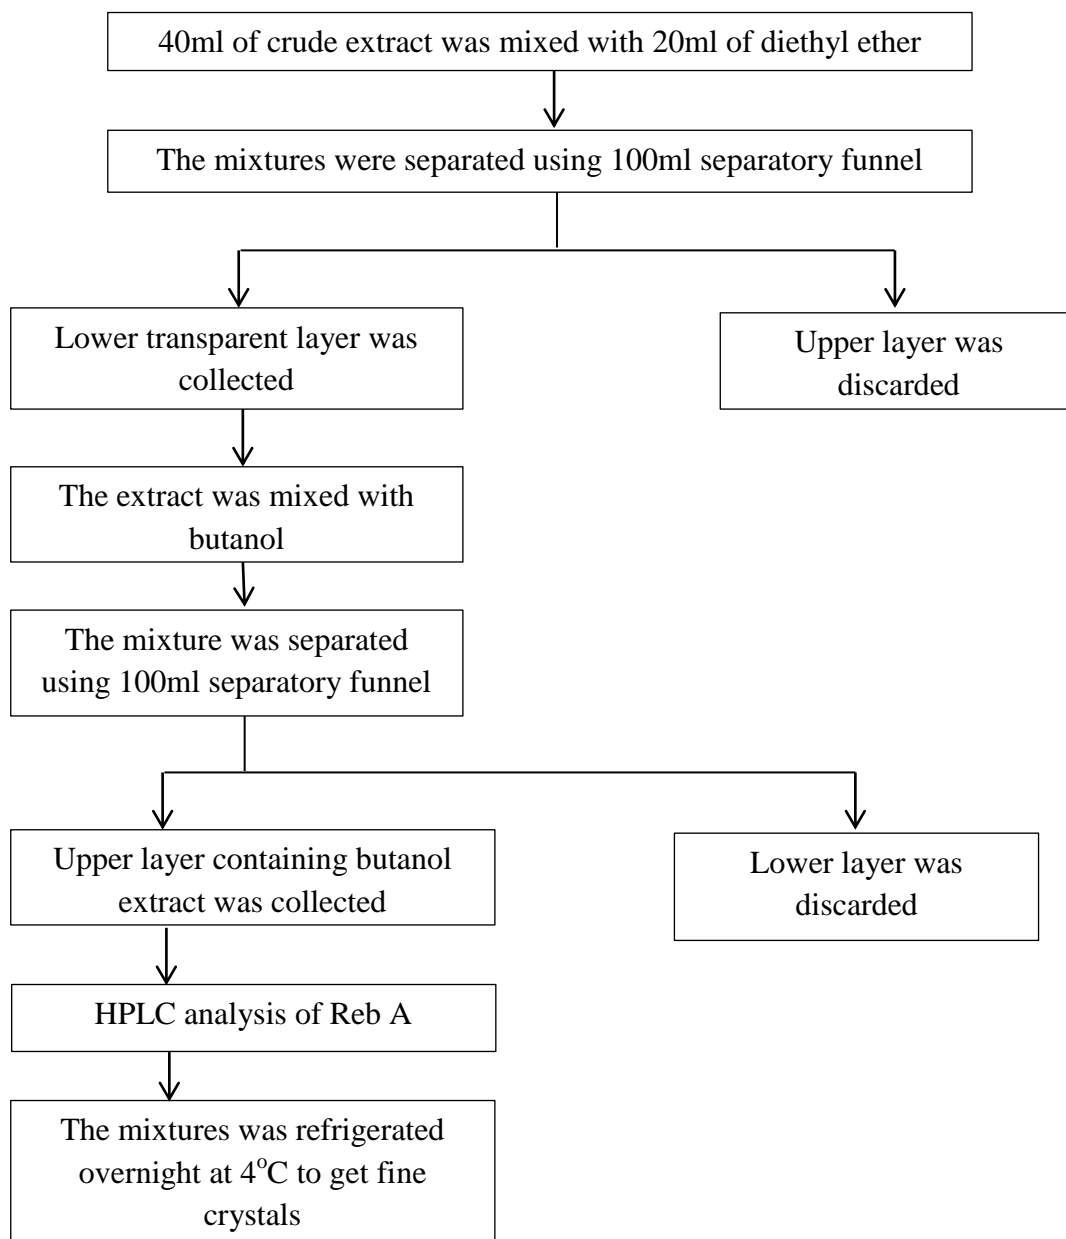 40ml of crude extract was mixed with 20ml of diethyl ether
The mixtures were separated using 100ml separatory funnel
Lower transparent layer was
collected
Upper layer was
discarded
The extract was mixed with
butanol
The mixture was separated
using 100ml separatory funnel
Upper layer containing butanol
extract was collected
Lower layer was
discarded
HPLC analysis of Reb A
The mixtures was refrigerated
overnight at 4°C to get fine
crystals